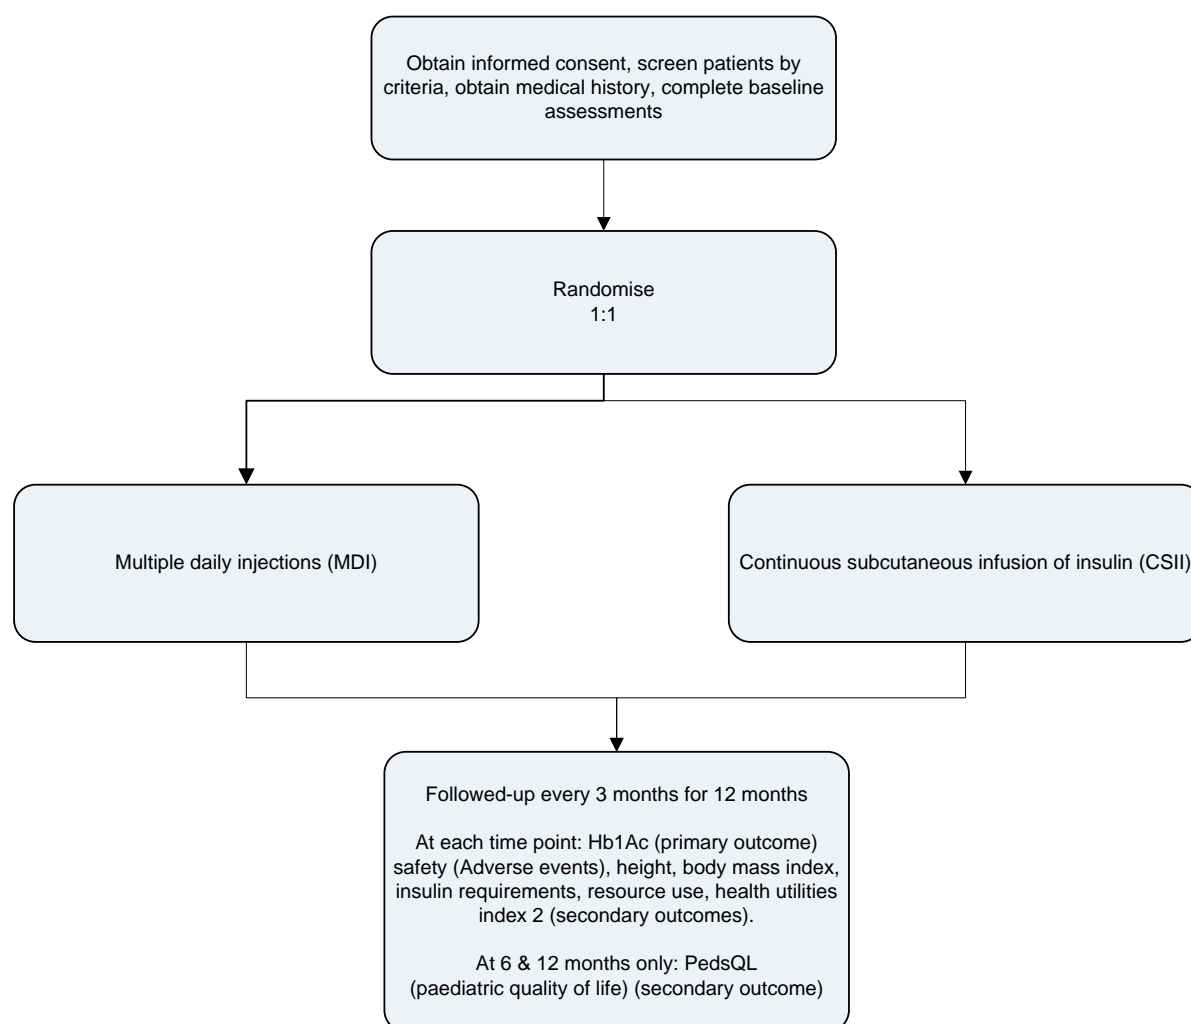 Obtain informed consent, screen patients by
criteria, obtain medical history, complete baseline
assessments
Randomise
1:1
Multiple daily injections (MDI)
Continuous subcutaneous infusion of insulin (CSII)
Followed-up every 3 months for 12 months
At each time point: Hb1Ac (primary outcome)
safety (Adverse events), height, body mass index,
insulin requirements, resource use, health utilities
index 2 (secondary outcomes).
At 6 & 12 months only: PedsQL
(paediatric quality of life) (secondary outcome)